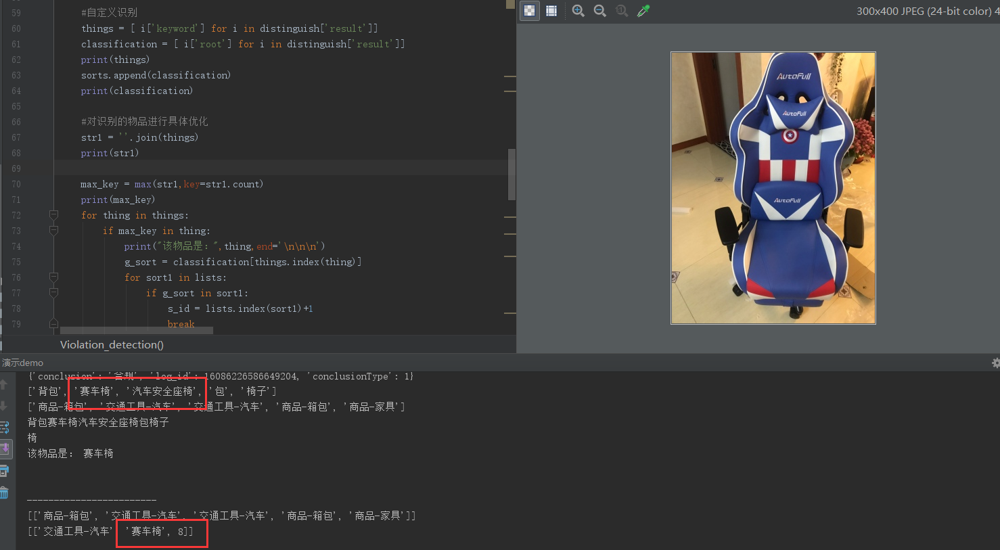 59 #自定义识别
60 things = [ i['keyword'] for i in distinguish['result']]
61 classification = [ i['root'] for i in distinguish['result']]
62 print(things)
63 sorts.append(classification)
64 print(classification)
65
66 #对识别的物品进行具体优化
67 str1 = ''.join(things)
68 print(str1)
69
70 max_key = max(str1,key=str1.count)
71 print(max_key)
72 for thing in things:
73 if max_key in thing:
74 print("该物品是：",thing,end='\n\n\n')
75 g_sort = classification[things.index(thing)]
76 for sort1 in lists:
77 if g_sort in sort1:
78 s_id = lists.index(sort1)+1
79 break
Violation_detection()
300x400 JPEG (24-bit color) 4
AutoFull
AutoFull
AutoFull
演示demo
{'conclusion': '合规', 'log_id': 16086226586649204, 'conclusionType': 1}
['背包', '赛车椅', '汽车安全座椅', '包', '椅子']
['商品-箱包', '交通工具-汽车', '交通工具-汽车', '商品-箱包', '商品-家具']
背包赛车椅汽车安全座椅包椅子
椅
该物品是： 赛车椅
------------------------
[['商品-箱包', '交通工具-汽车', '交通工具-汽车', '商品-箱包', '商品-家具']]
[['交通工具-汽车' '赛车椅', 8]]